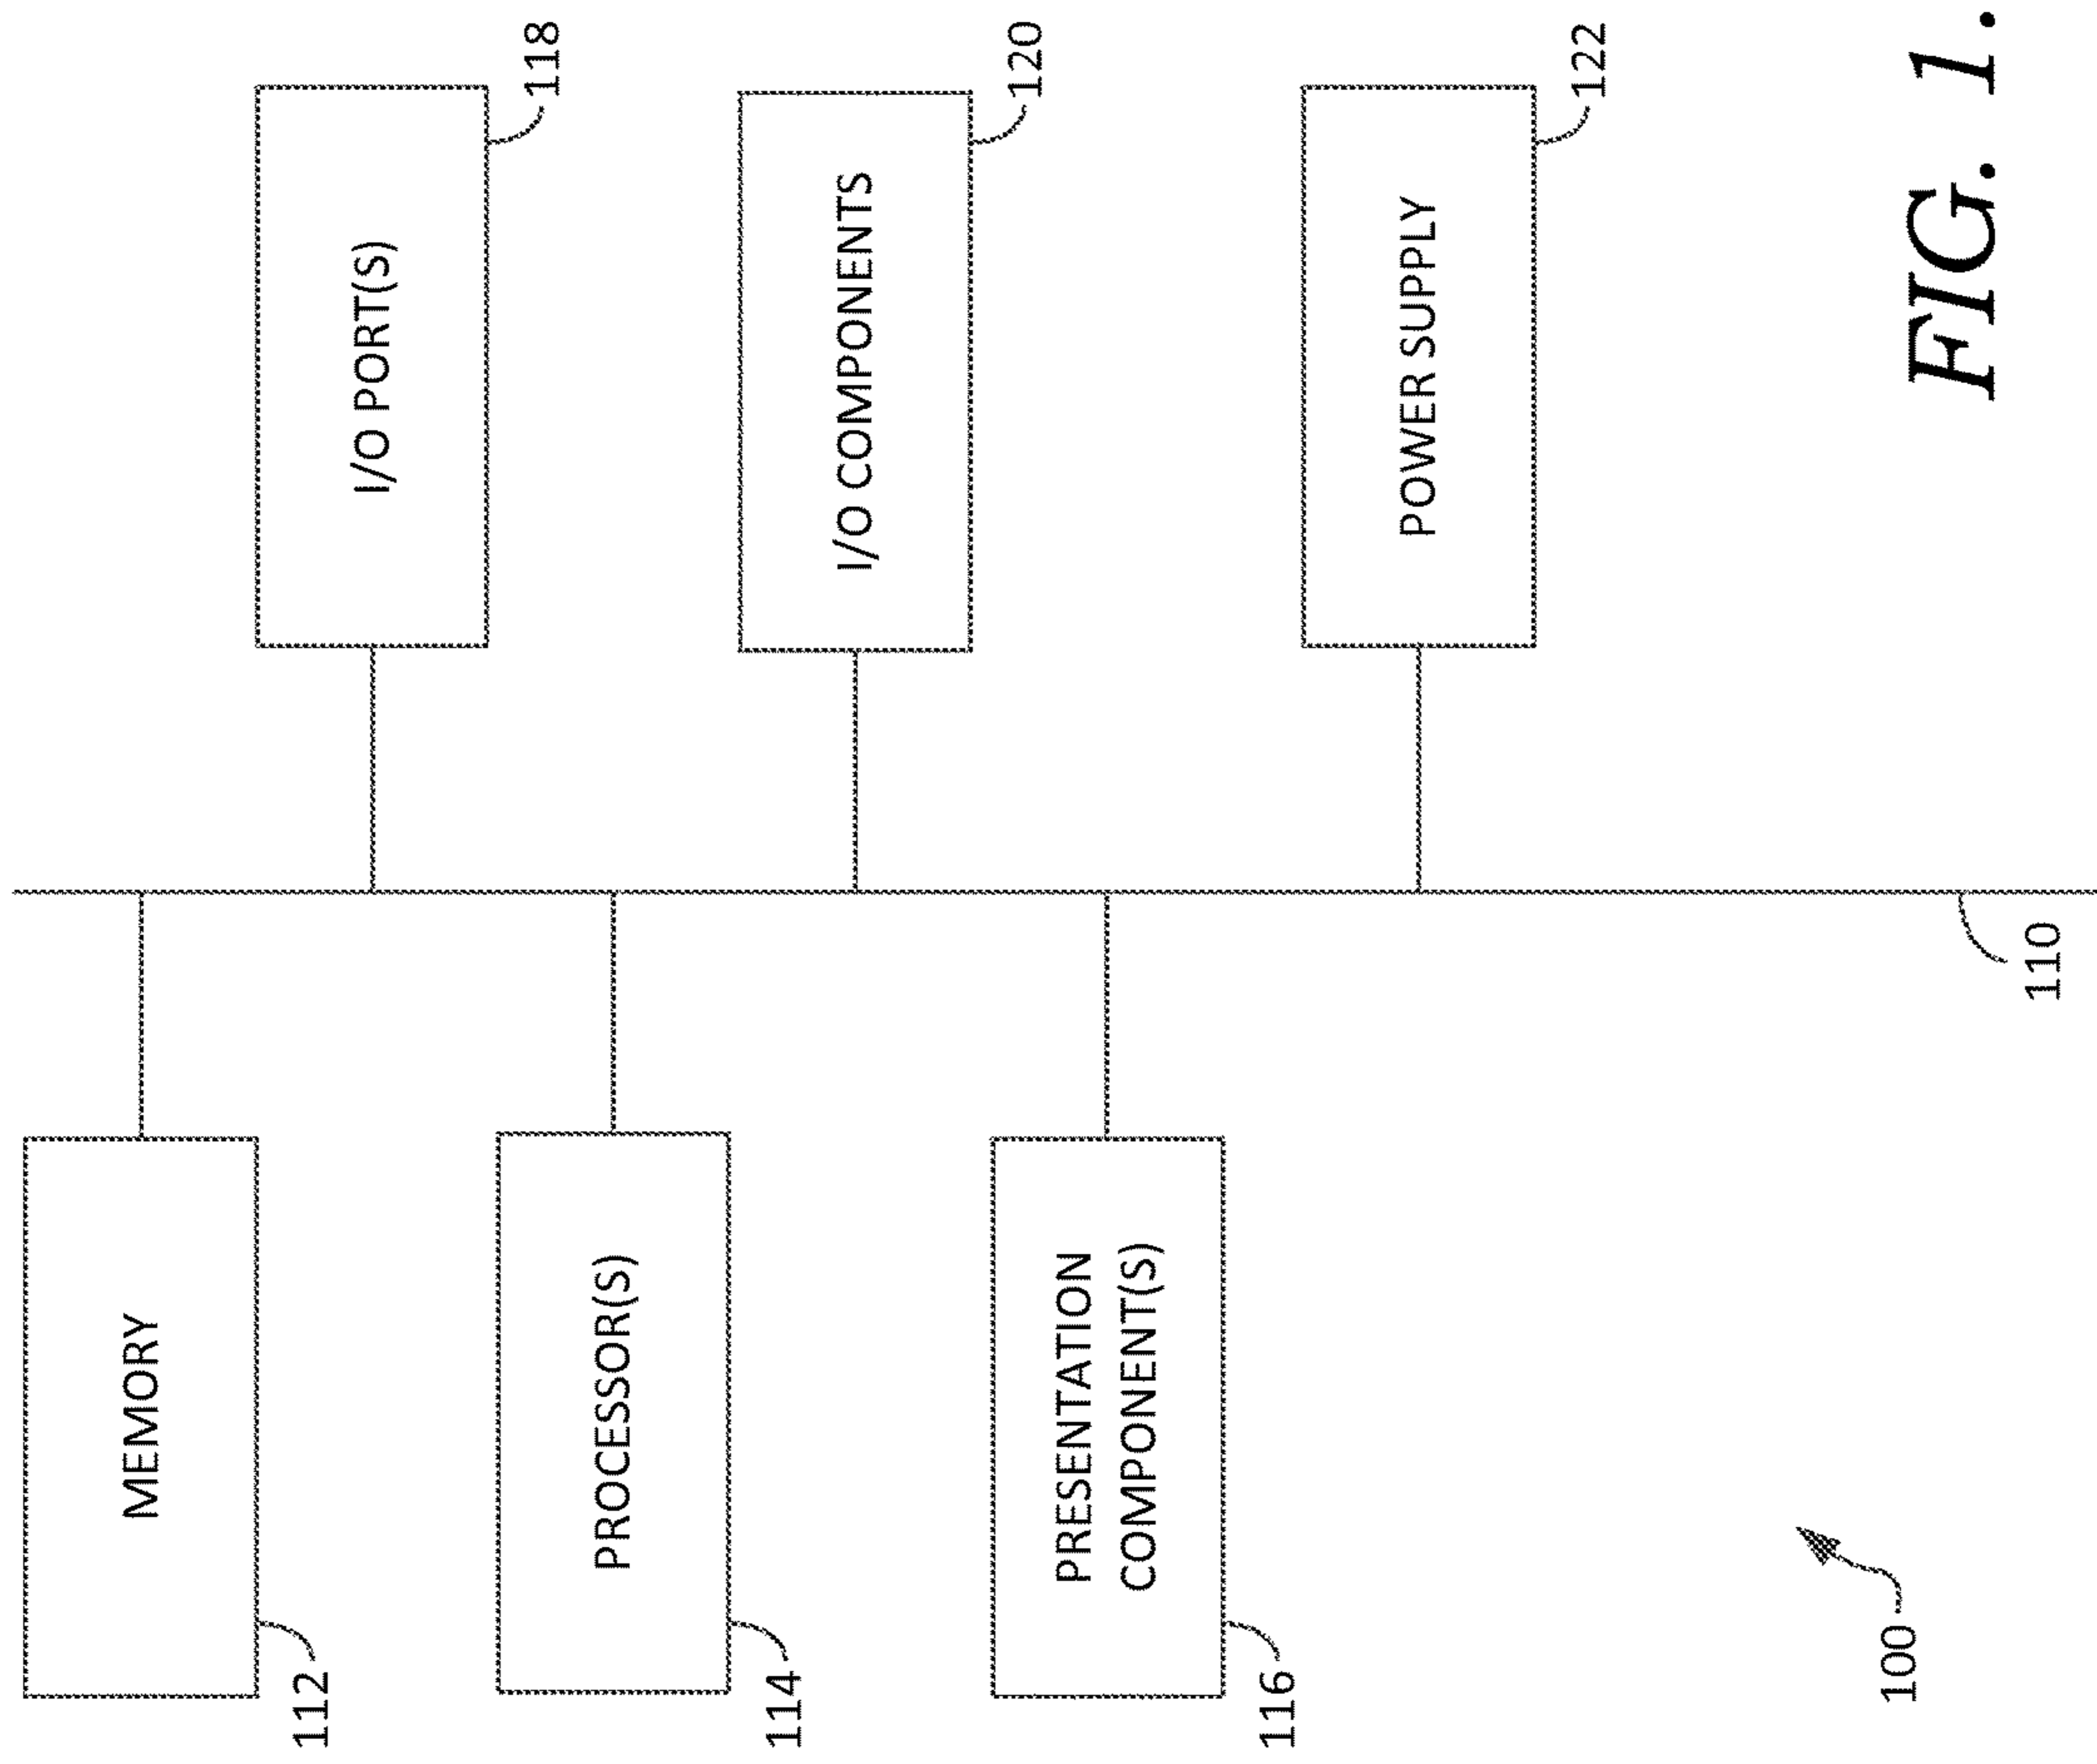 MEMORY
112
I/O PORT(S)
118
PROCESSOR(S)
114
I/O COMPONENTS
120
PRESENTATION
COMPONENT(S)
116
POWER SUPPLY
122
110
100
FIG. 1.